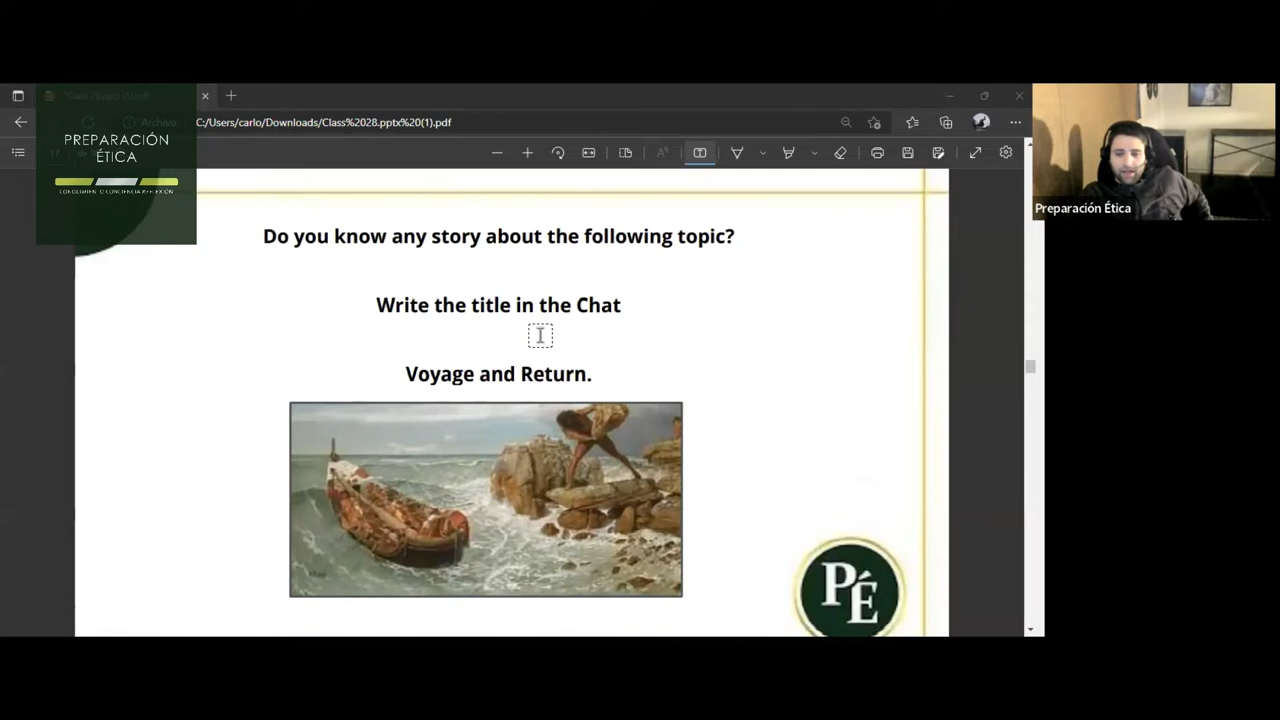 Archivo
C:/Users/carlo/Downloads/Class%2028.pptx%20(1).pdf
PREPARACIÓN
ÉTICA
Do you know any story about the following topic?
Write the title in the Chat
Voyage and Return.
PÉ
Preparación Ética